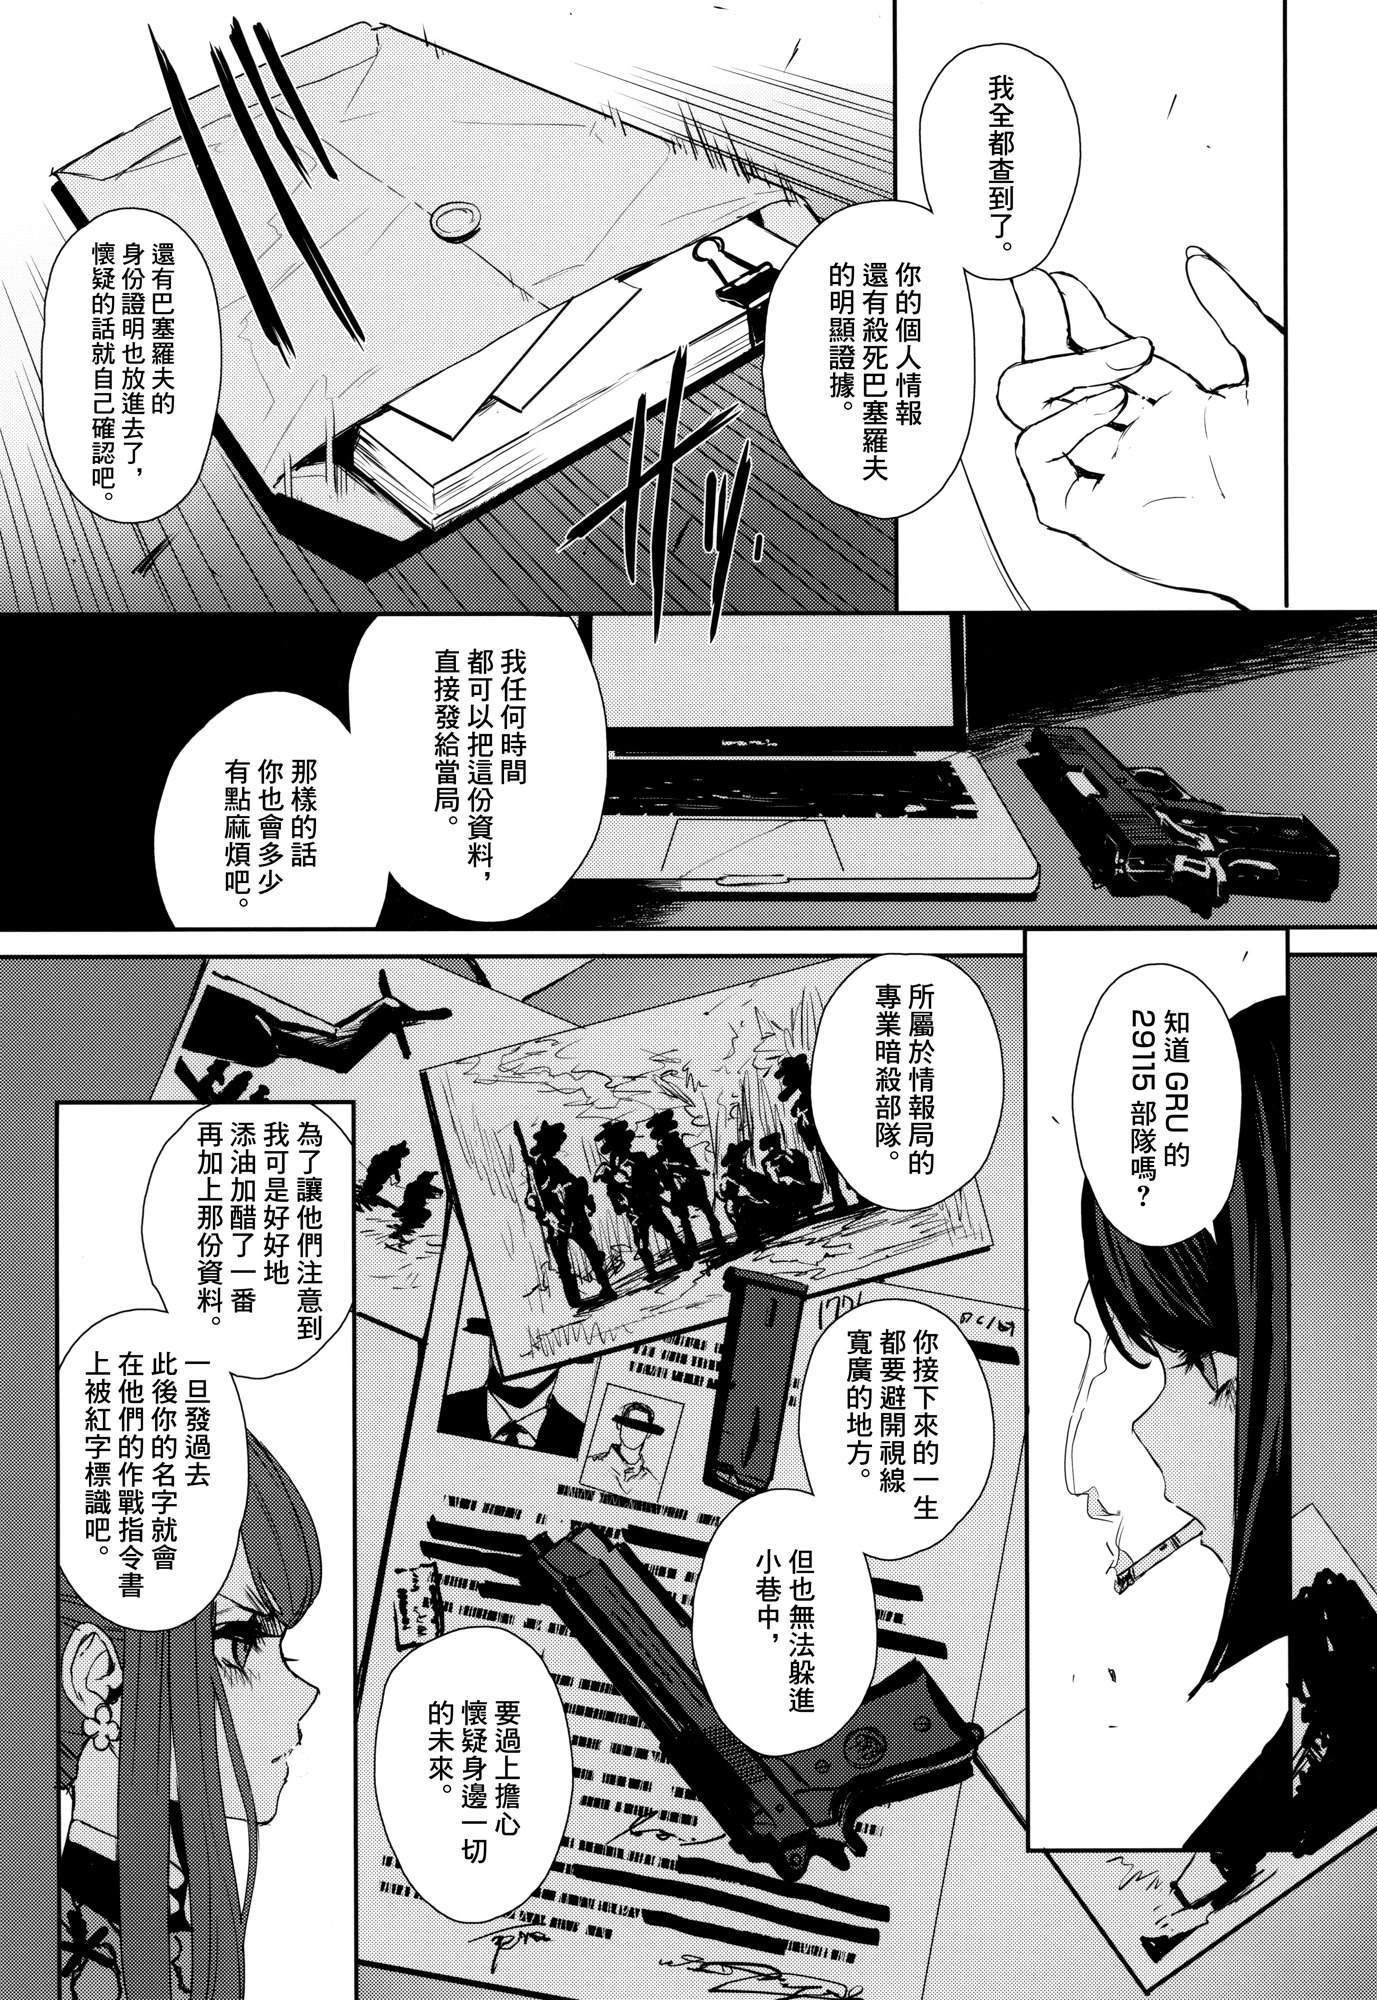 我全都查到了。
你的個人情報
還有殺死巴塞羅夫
的明顯證據。
還有巴塞羅夫的
身份證明也放進去了，
懷疑的話就自己確認吧。
我任何時間
都可以把這份資料，
直接發給當局。
那樣的話
你也會多少
有點麻煩吧。
知道 GRU 的
29115 部隊嗎？
所屬於情報局的
專業暗殺部隊。
你接下來的一生
都要避開視線
寬廣的地方。
但也無法躲進
小巷中，
要過上擔心
懷疑身邊一切
的未來。
為了讓他們注意到
我可是好好地
添油加醋了一番
再加上那份資料。
一旦發過去
此後你的名字就會
在他們的作戰指令書
上被紅字標識吧。